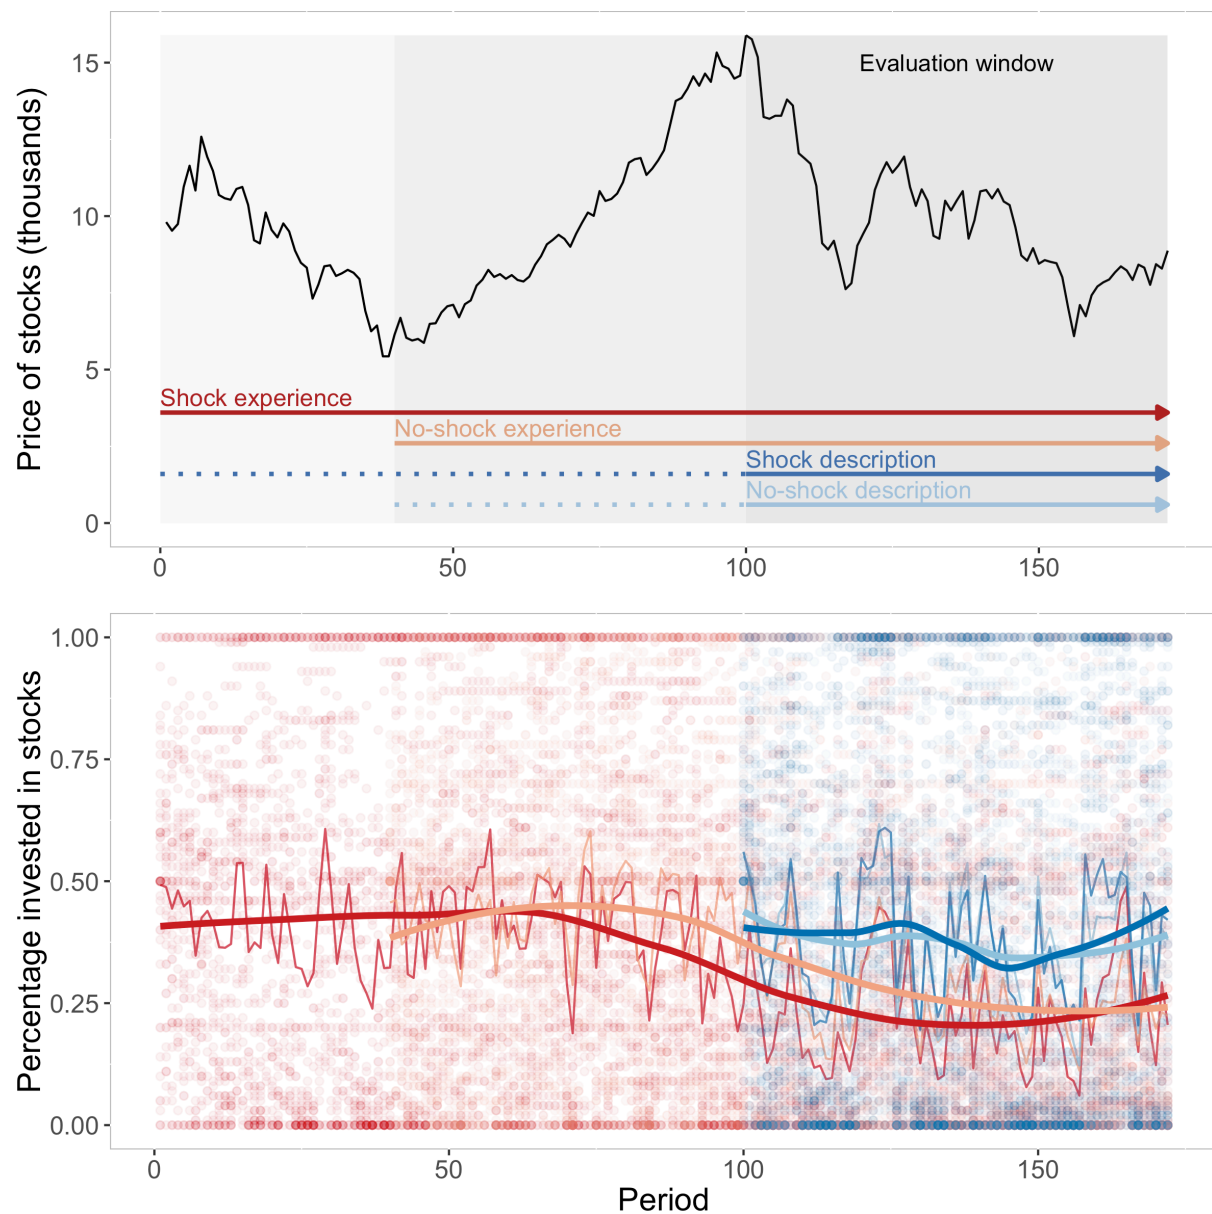 Price of stocks (thousands)
15
10
5
0
Evaluation window
Shock experience
No-shock experience
Shock description
No-shock description
0 50 100 150
Percentage invested in stocks
1.00
0.75
0.50
0.25
0.00
0 50 100 150
Period